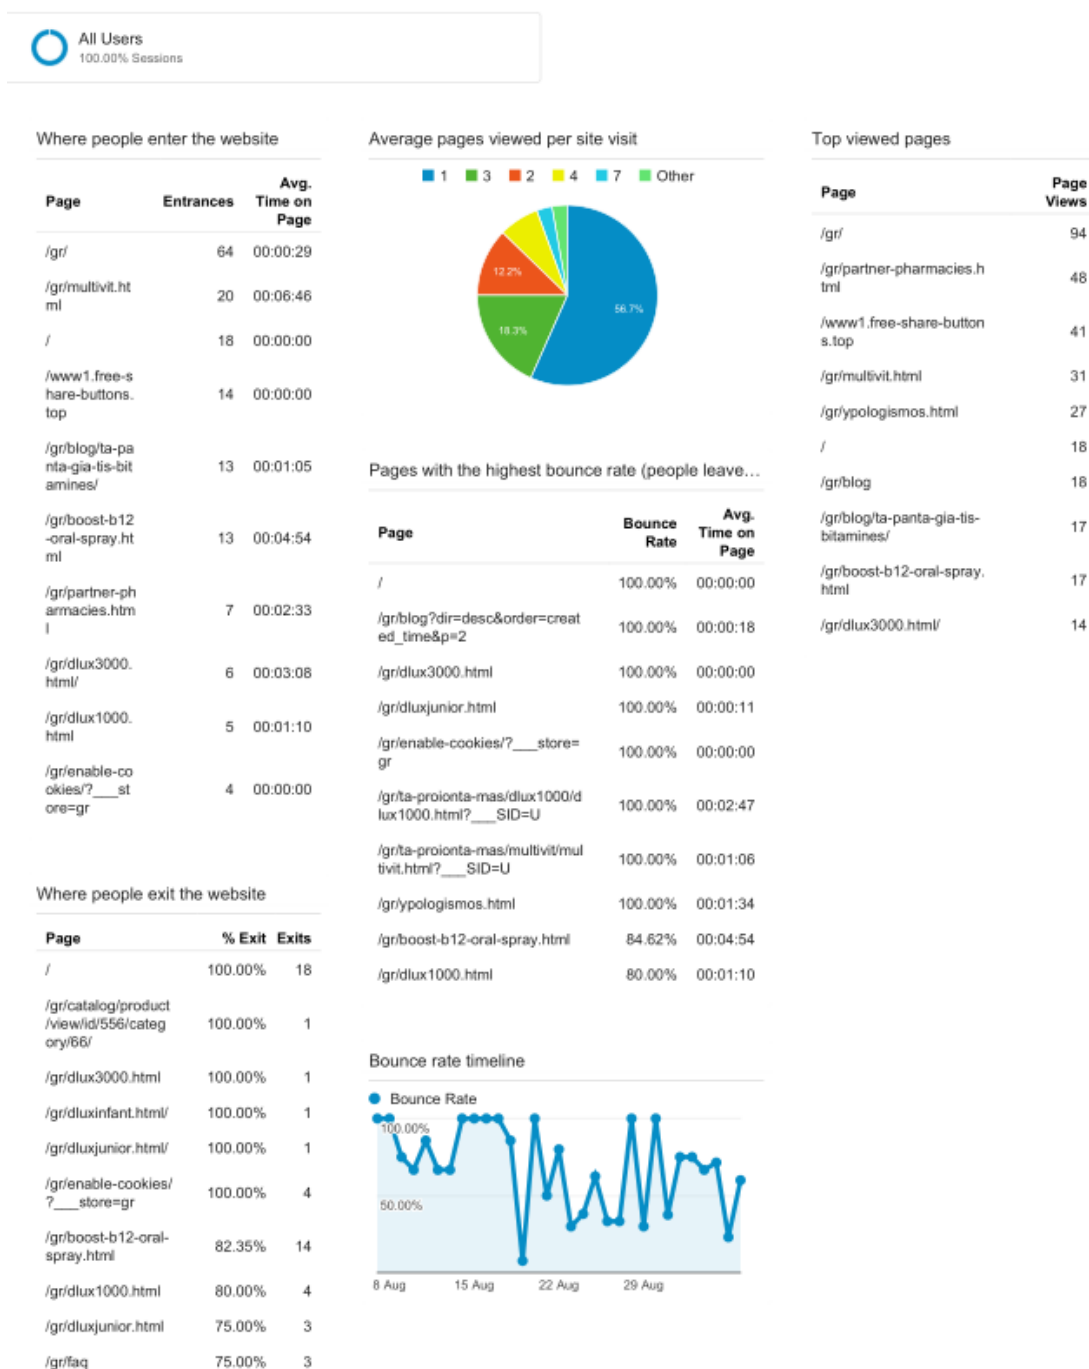 All Users
100.00% Sessions
Where people enter the website
Page Entrances Avg. Time on Page
/gr/ 64 00:00:29
/gr/multivit.ht
ml 20 00:06:46
/ 18 00:00:00
/www1.free-s
hare-buttons. 14 00:00:00
top
/gr/blog/ta-pa
nta-gia-tis-bit 13 00:01:05
amines/
/gr/boost-b12
-oral-spray.ht 13 00:04:54
ml
/gr/partner-ph
armacies.htm 7 00:02:33
l
/gr/dlux3000.
html/ 6 00:03:08
/gr/dlux1000.
html 5 00:01:10
/gr/enable-co
okies/?___st 4 00:00:00
ore=gr
Where people exit the website
Page % Exit Exits
/ 100.00% 18
/gr/catalog/product
/view/id/556/categ 100.00% 1
ory/66/
/gr/dlux3000.html 100.00% 1
/gr/dluxinfant.html/ 100.00% 1
/gr/dluxjunior.html/ 100.00% 1
/gr/enable-cookies/
?___store=gr 100.00% 4
/gr/boost-b12-oral-
spray.html 82.35% 14
/gr/dlux1000.html 80.00% 4
/gr/dluxjunior.html 75.00% 3
/gr/faq 75.00% 3
Average pages viewed per site visit
1 3 2 4 7 Other
12.2%
56.7%
18.3%
Pages with the highest bounce rate (people leave...
Page Bounce Rate Avg. Time on Page
/ 100.00% 00:00:00
/gr/blog?dir=desc&order=creat
ed_time&p=2 100.00% 00:00:18
/gr/dlux3000.html 100.00% 00:00:00
/gr/dluxjunior.html 100.00% 00:00:11
/gr/enable-cookies/?___store=
gr 100.00% 00:00:00
/gr/ta-proionta-mas/dlux1000/d
lux1000.html?___SID=U 100.00% 00:02:47
/gr/ta-proionta-mas/multivit/mul
tivit.html?___SID=U 100.00% 00:01:06
/gr/ypologismos.html 100.00% 00:01:34
/gr/boost-b12-oral-spray.html 84.62% 00:04:54
/gr/dlux1000.html 80.00% 00:01:10
Bounce rate timeline
Bounce Rate
100.00%
50.00%
8 Aug 15 Aug 22 Aug 29 Aug
Top viewed pages
Page Page Views
/gr/ 94
/gr/partner-pharmacies.h
tml 48
/www1.free-share-button
s.top 41
/gr/multivit.html 31
/gr/ypologismos.html 27
/ 18
/gr/blog 18
/gr/blog/ta-panta-gia-tis-
bitamines/ 17
/gr/boost-b12-oral-spray.
html 17
/gr/dlux3000.html/ 14